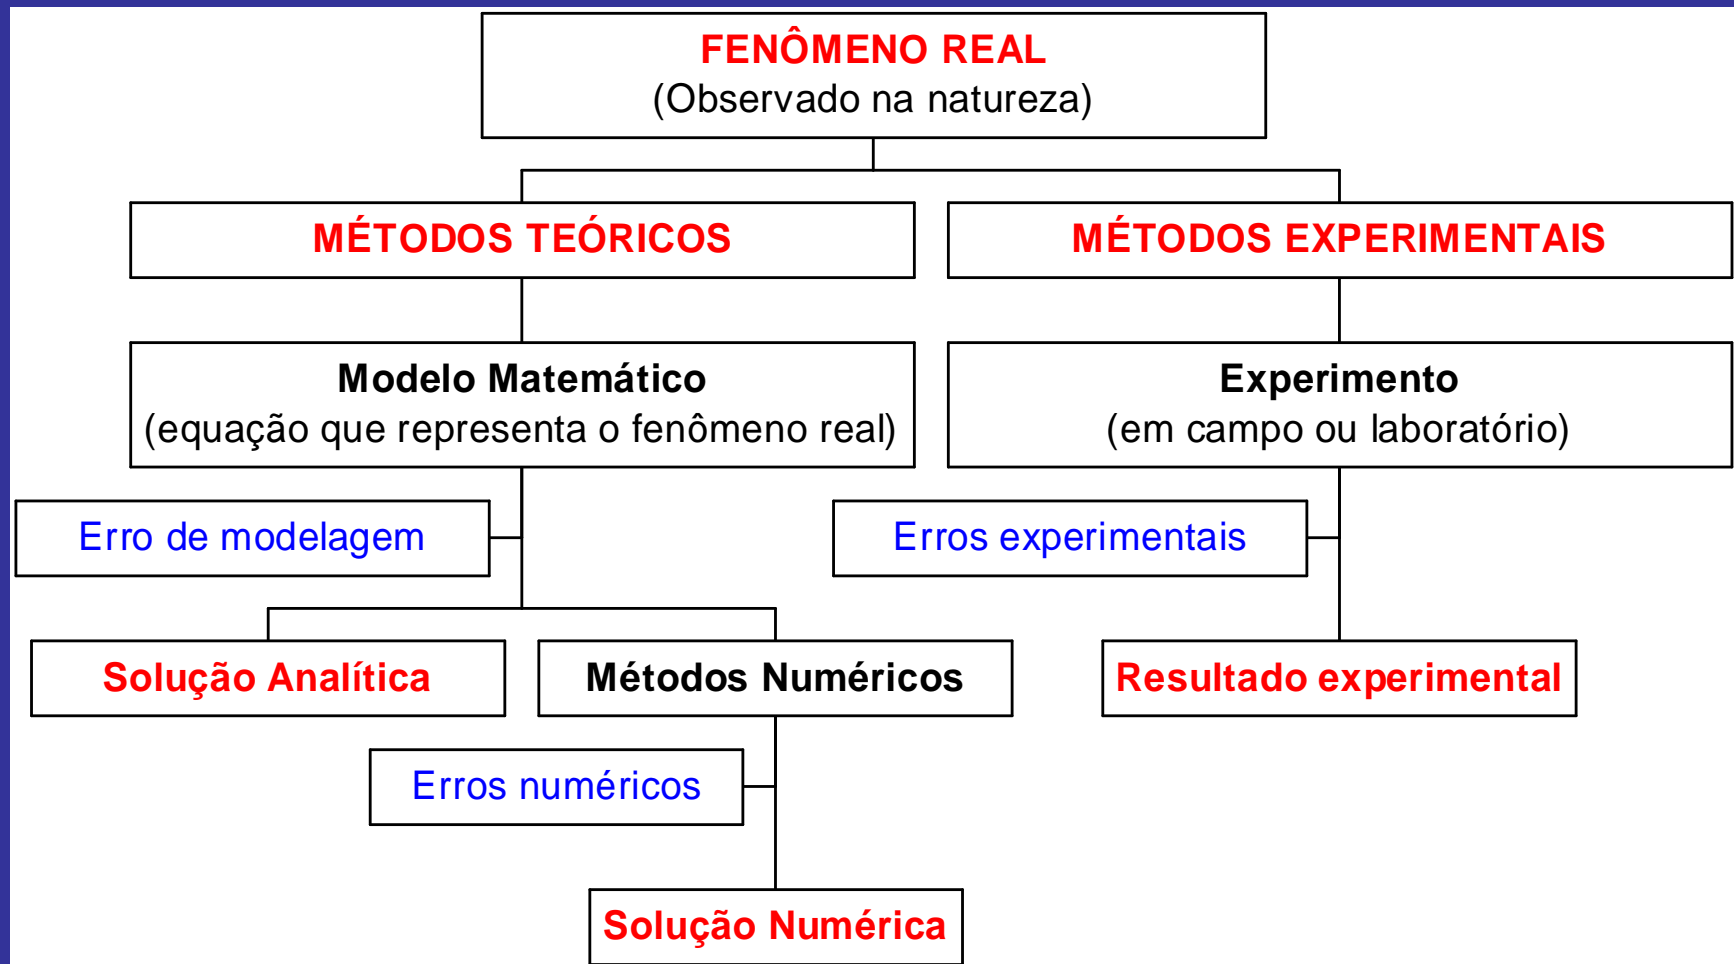 FENÔMENO REAL
(Observado na natureza)
MÉTODOS TEÓRICOS
MÉTODOS EXPERIMENTAIS
Modelo Matemático
(equação que representa o fenômeno real)
Experimento
(em campo ou laboratório)
Erro de modelagem
Erros experimentais
Solução Analítica
Métodos Numéricos
Resultado experimental
Erros numéricos
Solução Numérica